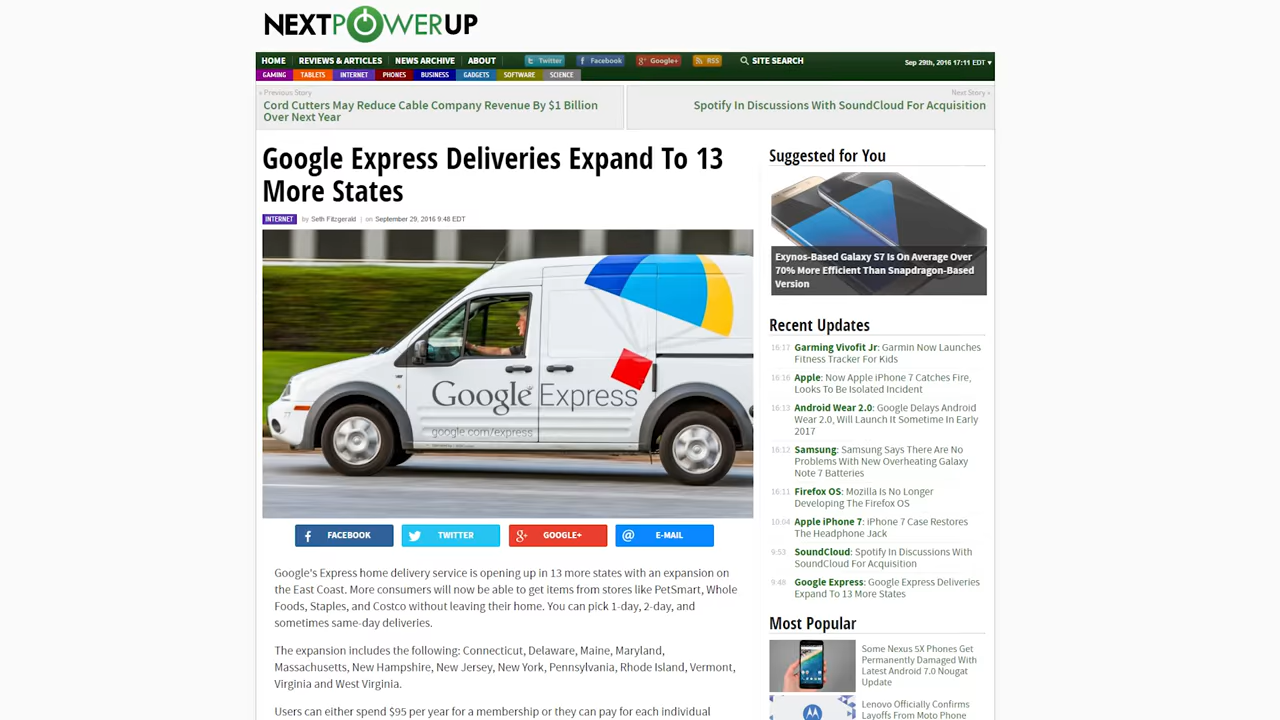 NEXTPOWERUP
HOME REVIEWS & ARTICLES NEWS ARCHIVE ABOUT Twitter Facebook Google+ RSS SITE SEARCH Sep 29th, 2016 17:11 EDT ▾
GAMING TABLETS INTERNET PHONES BUSINESS GADGETS SOFTWARE SCIENCE
« Previous Story
Cord Cutters May Reduce Cable Company Revenue By $1 Billion
Over Next Year
Next Story »
Spotify In Discussions With SoundCloud For Acquisition
Google Express Deliveries Expand To 13
More States
INTERNET by Seth Fitzgerald | on September 29, 2016 9:48 EDT
Google Express
google.com/express
FACEBOOK TWITTER GOOGLE+ E-MAIL
Google's Express home delivery service is opening up in 13 more states with an expansion on
the East Coast. More consumers will now be able to get items from stores like PetSmart, Whole
Foods, Staples, and Costco without leaving their home. You can pick 1-day, 2-day, and
sometimes same-day deliveries.
The expansion includes the following: Connecticut, Delaware, Maine, Maryland,
Massachusetts, New Hampshire, New Jersey, New York, Pennsylvania, Rhode Island, Vermont,
Virginia and West Virginia.
Users can either spend $95 per year for a membership or they can pay for each individual
Suggested for You
Exynos-Based Galaxy S7 Is On Average Over
70% More Efficient Than Snapdragon-Based
Version
Recent Updates
16:17 Garming Vivofit Jr: Garmin Now Launches
Fitness Tracker For Kids
16:16 Apple: Now Apple iPhone 7 Catches Fire,
Looks To Be Isolated Incident
16:13 Android Wear 2.0: Google Delays Android
Wear 2.0, Will Launch It Sometime In Early
2017
16:12 Samsung: Samsung Says There Are No
Problems With New Overheating Galaxy
Note 7 Batteries
16:11 Firefox OS: Mozilla Is No Longer
Developing The Firefox OS
10:04 Apple iPhone 7: iPhone 7 Case Restores
The Headphone Jack
9:53 SoundCloud: Spotify In Discussions With
SoundCloud For Acquisition
9:48 Google Express: Google Express Deliveries
Expand To 13 More States
Most Popular
Some Nexus 5X Phones Get
Permanently Damaged With
Latest Android 7.0 Nougat
Update
Lenovo Officially Confirms
Layoffs From Moto Phone